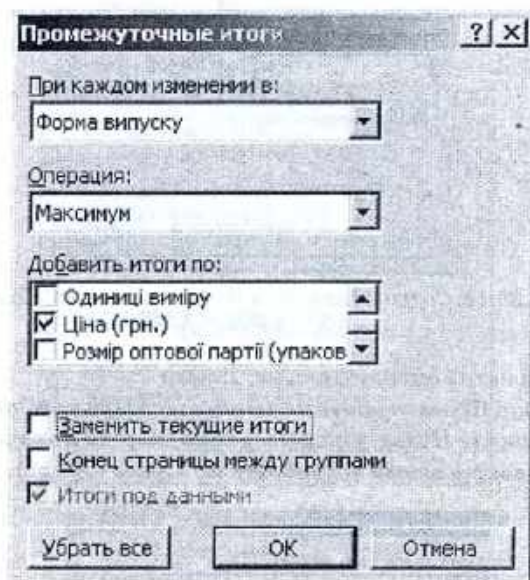 Промежуточные итоги
? ×
При каждом изменении в:
Форма випуску
Операция:
Максимум
Добавить итоги по:
Одиниці виміру
Ціна (грн.)
Розмір оптової партії (упаков
Заменить текущие итоги
Конец страницы между группами
Итоги под данными
Убрать все
ОК
Отмена